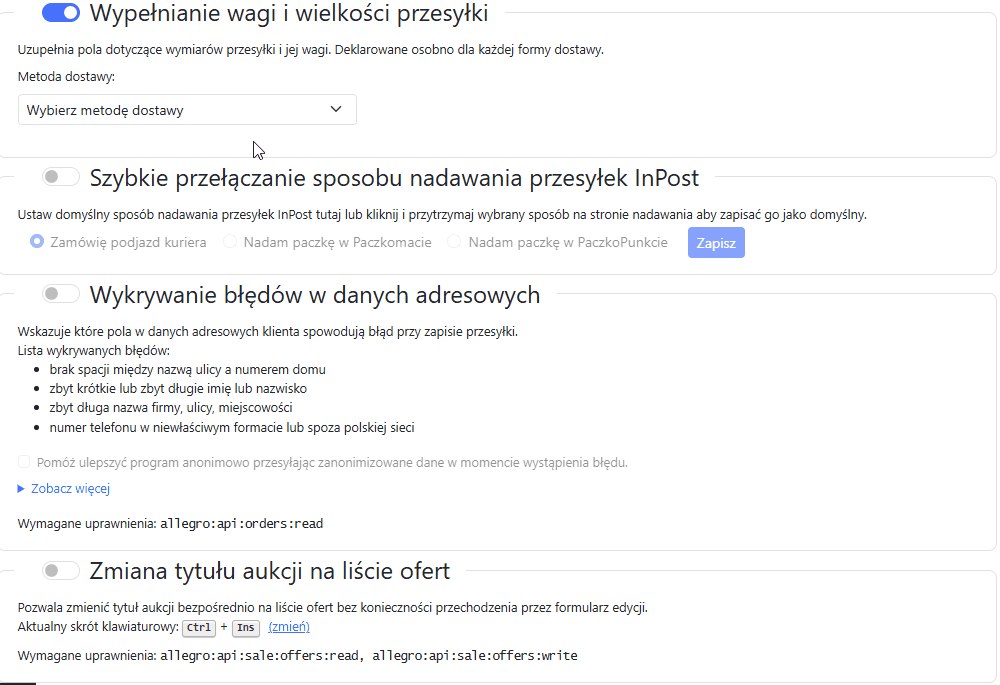 Wypełnianie wagi i wielkości przesyłki
Uzupełnia pola dotyczące wymiarów przesyłki i jej wagi. Deklarowane osobno dla każdej formy dostawy.
Metoda dostawy:
Wybierz metodę dostawy
Szybkie przełączanie sposobu nadawania przesyłek InPost
Ustaw domyślny sposób nadawania przesyłek InPost tutaj lub kliknij i przytrzymaj wybrany sposób na stronie nadawania aby zapisać go jako domyślny.
Zamówię podjazd kuriera Nadam paczkę w Paczkomacie Nadam paczkę w PaczkoPunkcie Zapisz
Wykrywanie błędów w danych adresowych
Wskazuje które pola w danych adresowych klienta spowodują błąd przy zapisie przesyłki.
Lista wykrywanych błędów:
brak spacji między nazwą ulicy a numerem domu
zbyt krótkie lub zbyt długie imię lub nazwisko
zbyt długa nazwa firmy, ulicy, miejscowości
numer telefonu w niewłaściwym formacie lub spoza polskiej sieci
Pomóż ulepszyć program anonimowo przesyłając zanonimizowane dane w momencie wystąpienia błędu.
Zobacz więcej
Wymagane uprawnienia: allegro:api:orders:read
Zmiana tytułu aukcji na liście ofert
Pozwala zmienić tytuł aukcji bezpośrednio na liście ofert bez konieczności przechodzenia przez formularz edycji.
Aktualny skrót klawiaturowy: Ctrl + Ins (zmień)
Wymagane uprawnienia: allegro:api:sale:offers:read, allegro:api:sale:offers:write